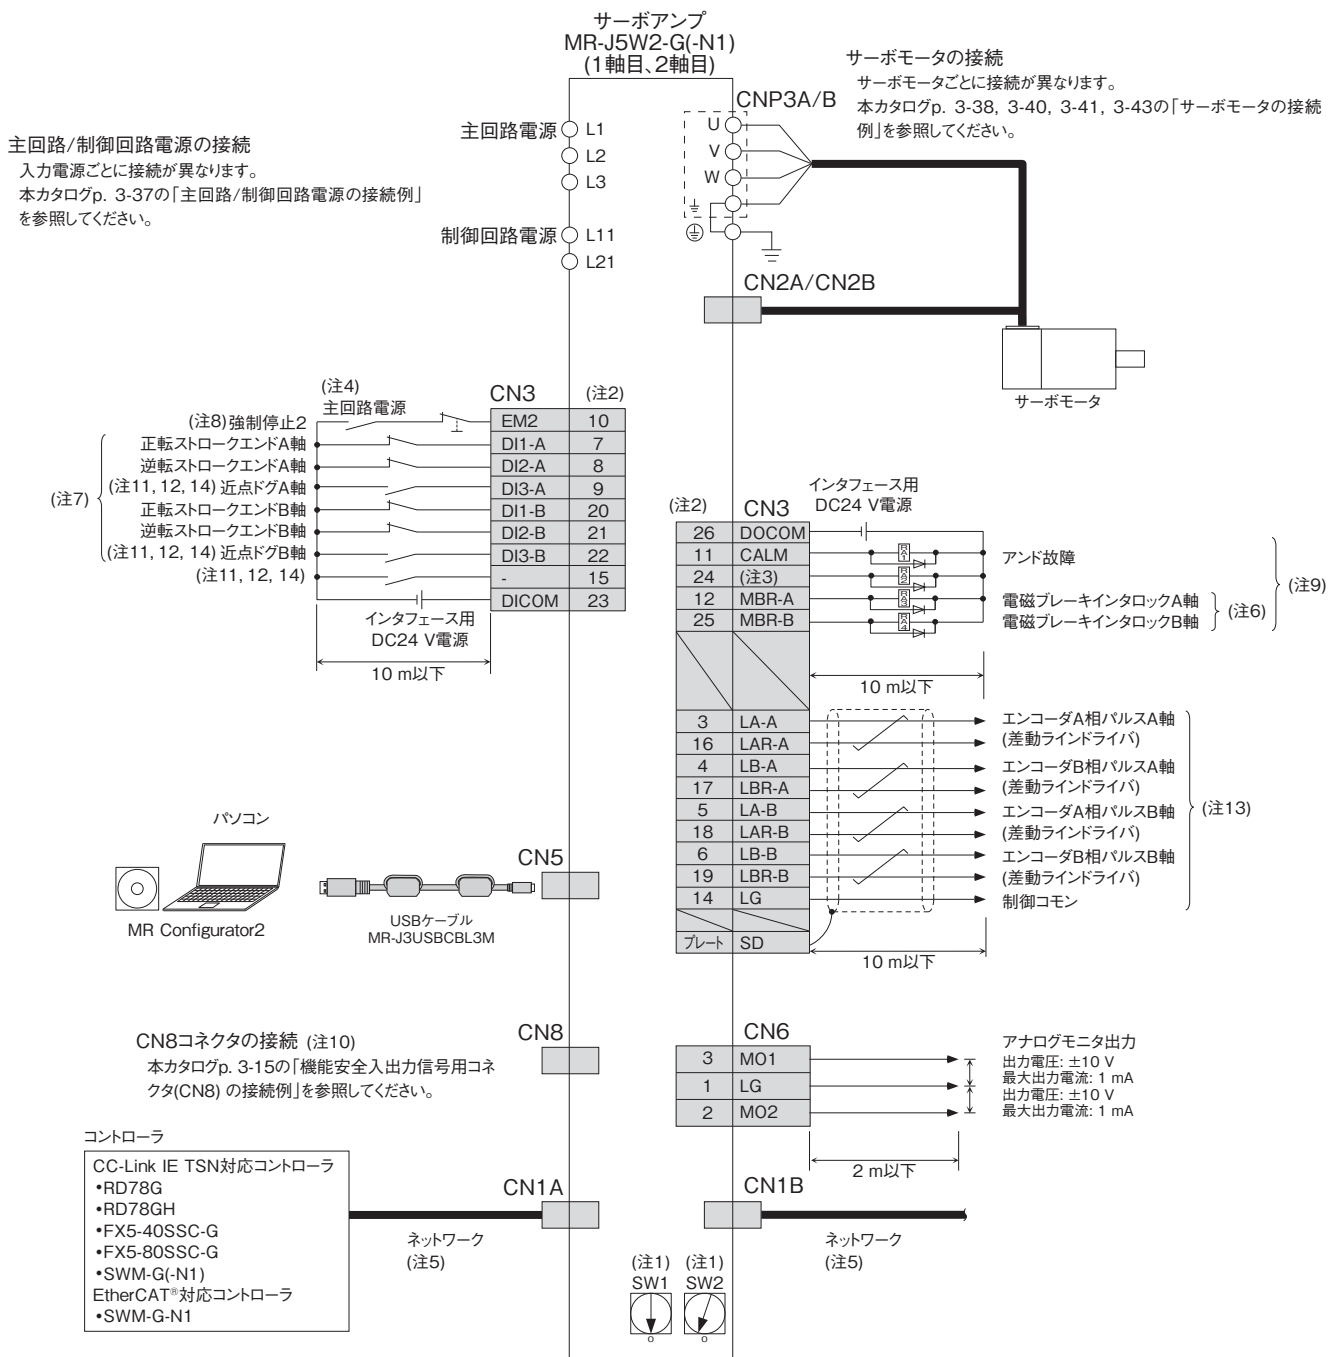 サーボアンプ
MR-J5W2-G(-N1)
(1軸目、2軸目)
主回路/制御回路電源の接続
入力電源ごとに接続が異なります。
本カタログp. 3-37の「主回路/制御回路電源の接続例」
を参照してください。
主回路電源 L1
L2
L3
制御回路電源 L11
L21
サーボモータの接続
サーボモータごとに接続が異なります。
本カタログp. 3-38, 3-40, 3-41, 3-43の「サーボモータの接続
例」を参照してください。
CNP3A/B
U
V
W
CN2A/CN2B
サーボモータ
(注4)
主回路電源
CN3 (注2)
(注8)強制停止2 EM2 10
正転ストロークエンドA軸 DI1-A 7
逆転ストロークエンドA軸 DI2-A 8
(注11, 12, 14) 近点ドグA軸 DI3-A 9
(注7)
正転ストロークエンドB軸 DI1-B 20
逆転ストロークエンドB軸 DI2-B 21
(注11, 12, 14) 近点ドグB軸 DI3-B 22
(注11, 12, 14) - 15
DICOM 23
インタフェース用
DC24 V電源
10 m以下
インタフェース用
DC24 V電源
(注2) CN3
26 DOCOM
11 CALM RA1 アンド故障
24 (注3) RA2
12 MBR-A RA3 電磁ブレーキインタロックA軸
25 MBR-B RA4 電磁ブレーキインタロックB軸
(注6)
(注9)
10 m以下
3 LA-A エンコーダA相パルスA軸
16 LAR-A (差動ラインドライバ)
4 LB-A エンコーダB相パルスA軸
17 LBR-A (差動ラインドライバ)
5 LA-B エンコーダA相パルスB軸
18 LAR-B (差動ラインドライバ)
6 LB-B エンコーダB相パルスB軸
19 LBR-B (差動ラインドライバ)
14 LG 制御コモン
(注13)
プレート SD
10 m以下
パソコン
MR Configurator2
USBケーブル
MR-J3USBCBL3M
CN5
CN8コネクタの接続 (注10)
本カタログp. 3-15の「機能安全入出力信号用コネ
クタ(CN8) の接続例」を参照してください。
CN8
CN6
3 MO1
1 LG
2 MO2
アナログモニタ出力
出力電圧: ±10 V
最大出力電流: 1 mA
出力電圧: ±10 V
最大出力電流: 1 mA
2 m以下
コントローラ
CC-Link IE TSN対応コントローラ
•RD78G
•RD78GH
•FX5-40SSC-G
•FX5-80SSC-G
•SWM-G(-N1)
EtherCAT®対応コントローラ
•SWM-G-N1
CN1A
ネットワーク
(注5)
CN1B
ネットワーク
(注5)
(注1) (注1)
SW1 SW2
0 0